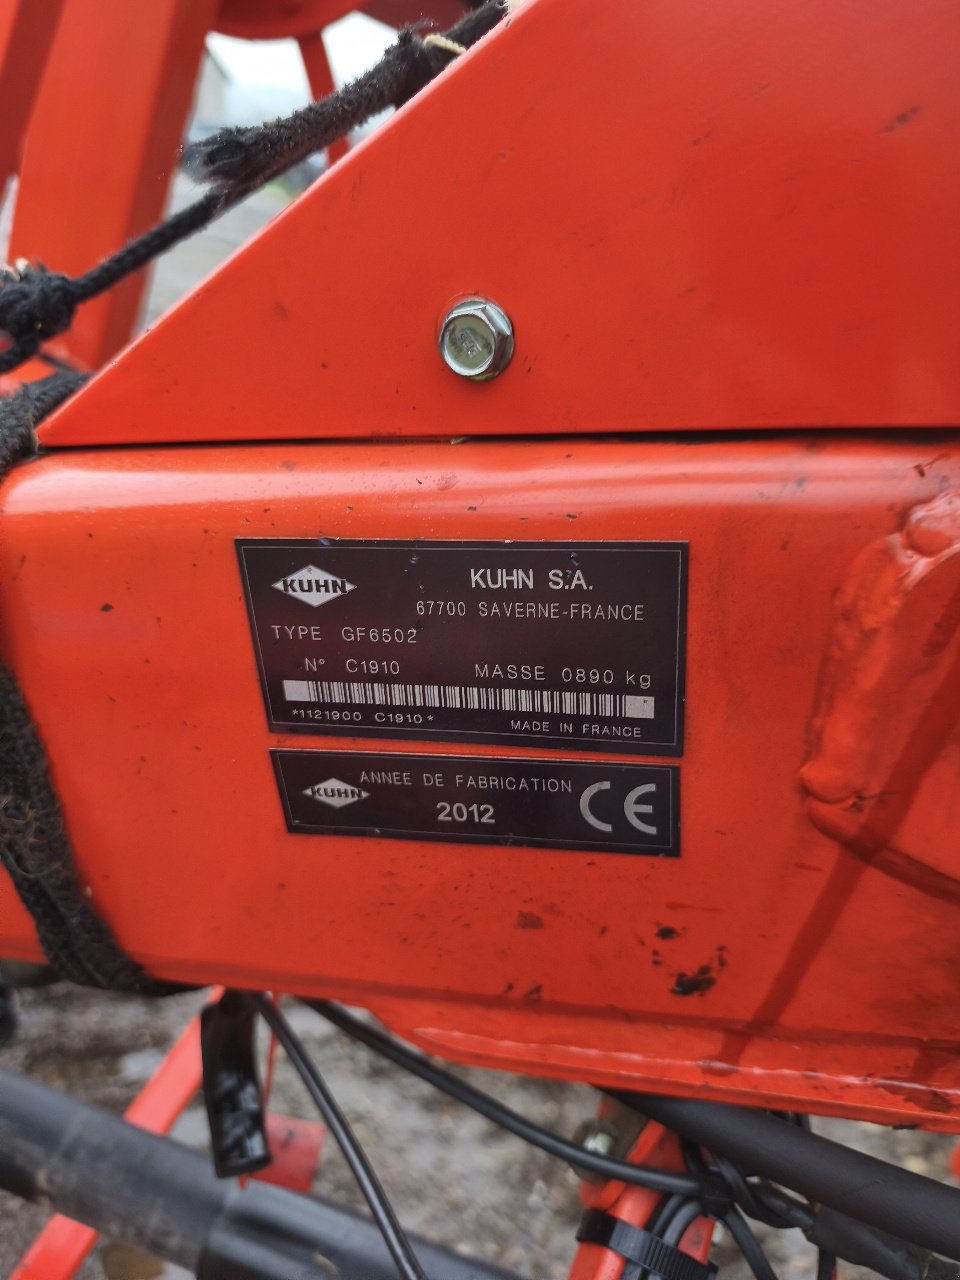 KUHN
KUHN S.A.
67700 SAVERNE-FRANCE
TYPE GF6502
N° C1910 MASSE 0890 kg
*1121900 C1910*
MADE IN FRANCE
KUHN
ANNEE DE FABRICATION
2012
CE